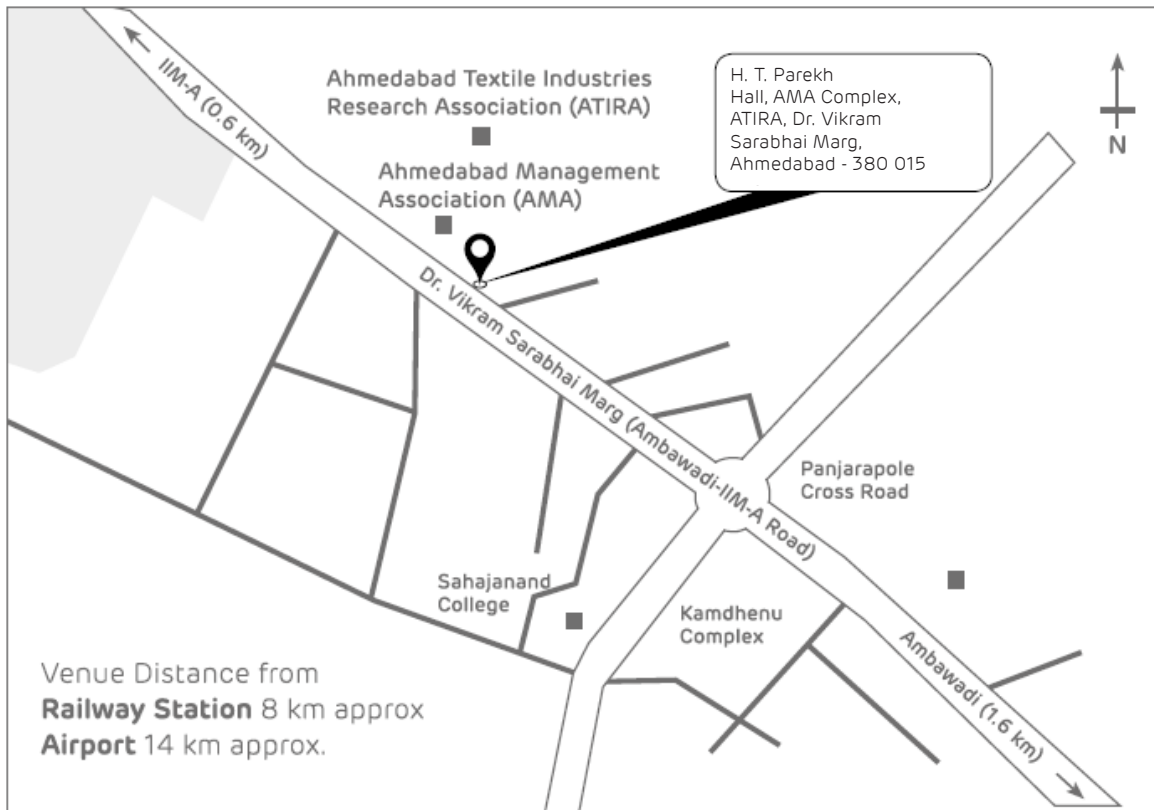 IIM-A (0.6 km)
Ahmedabad Textile Industries
Research Association (ATIRA)
H. T. Parekh
Hall, AMA Complex,
ATIRA, Dr. Vikram
Sarabhai Marg,
Ahmedabad - 380 015
N
Ahmedabad Management
Association (AMA)
Dr. Vikram Sarabhai Marg (Ambawadi-IIM-A Road)
Panjarapole
Cross Road
Sahajanand
College
Kamdhenu
Complex
Ambawadi (1.6 km)
Venue Distance from
Railway Station 8 km approx
Airport 14 km approx.